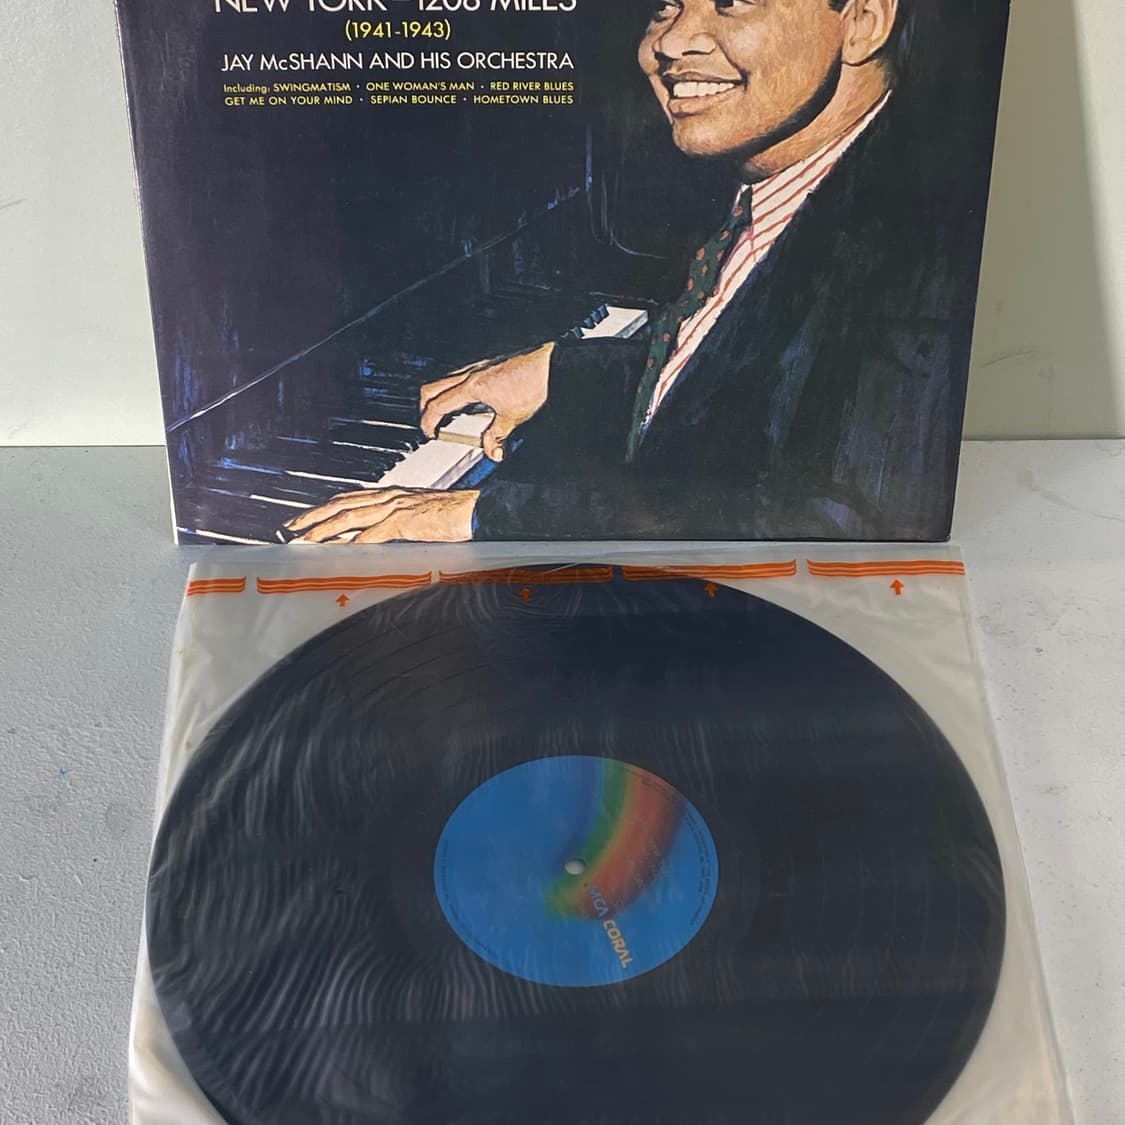 NEW YORK—1208 MILES
(1941-1943)
JAY McSHANN AND HIS ORCHESTRA
Including: SWINGMATISM • ONE WOMAN'S MAN • RED RIVER BLUES
GET ME ON YOUR MIND • SEPIAN BOUNCE • HOMETOWN BLUES
MCA CORAL